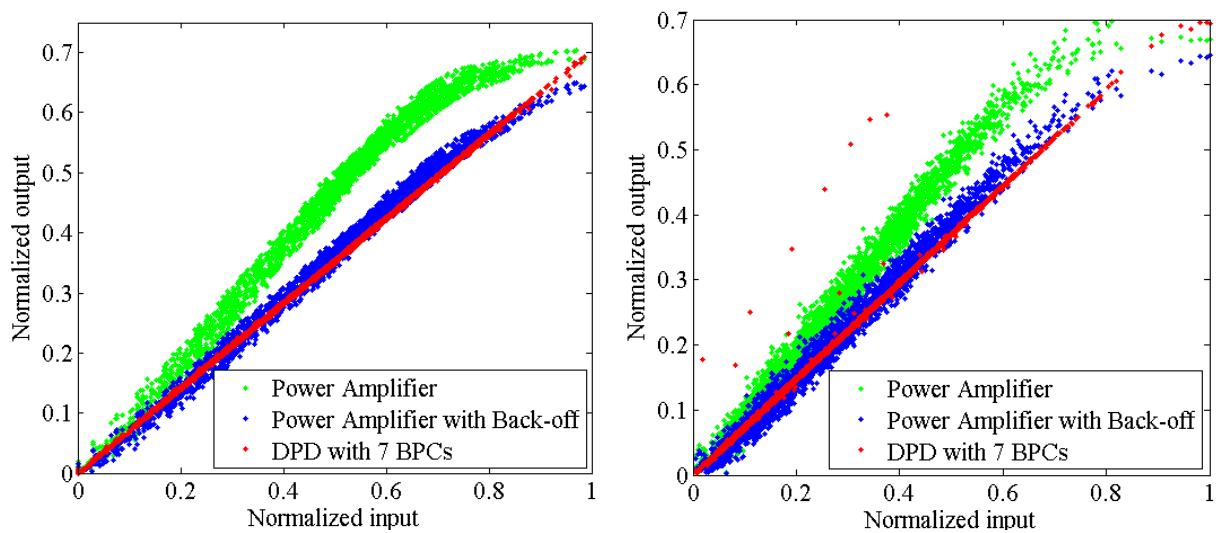 0.7
0.6
0.5
0.4
0.3
0.2
0.1
0
Normalized output
Power Amplifier
Power Amplifier with Back-off
DPD with 7 BPCs
0 0.2 0.4 0.6 0.8 1
Normalized input
0.7
0.6
0.5
0.4
0.3
0.2
0.1
0
Normalized output
Power Amplifier
Power Amplifier with Back-off
DPD with 7 BPCs
0 0.2 0.4 0.6 0.8 1
Normalized input